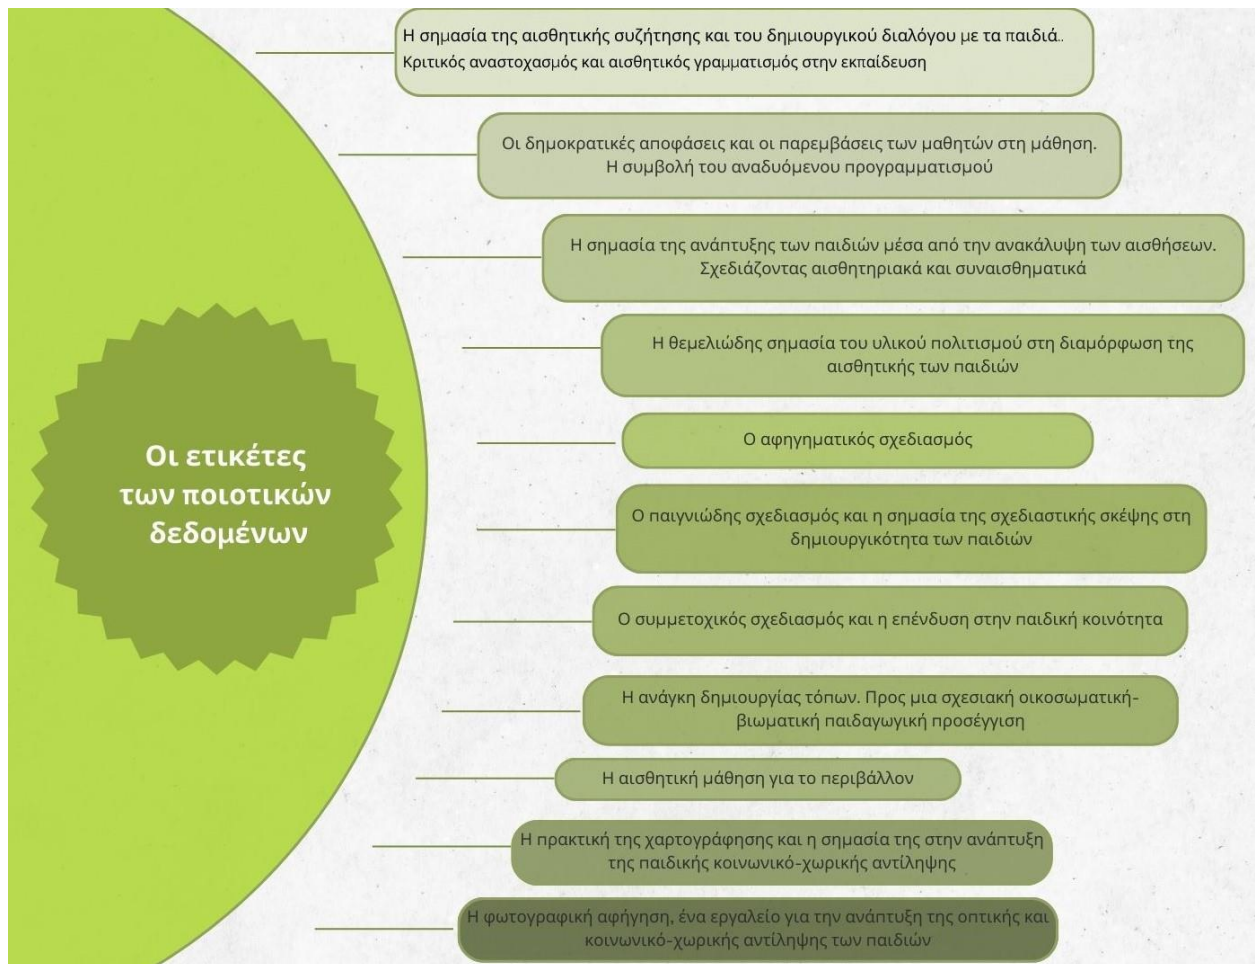 Η σημασία της αισθητικής συζήτησης και του δημιουργικού διαλόγου με τα παιδιά..
Κριτικός αναστοχασμός και αισθητικός γραμματισμός στην εκπαίδευση
Οι δημοκρατικές αποφάσεις και οι παρεμβάσεις των μαθητών στη μάθηση.
Η συμβολή του αναδυόμενου προγραμματισμού
Η σημασία της ανάπτυξης των παιδιών μέσα από την ανακάλυψη των αισθήσεων.
Σχεδιάζοντας αισθητηριακά και συναισθηματικά
Η θεμελιώδης σημασία του υλικού πολιτισμού στη διαμόρφωση της
αισθητικής των παιδιών
Ο αφηγηματικός σχεδιασμός
Οι ετικέτες
των ποιοτικών
δεδομένων
Ο παιγνιώδης σχεδιασμός και η σημασία της σχεδιαστικής σκέψης στη
δημιουργικότητα των παιδιών
Ο συμμετοχικός σχεδιασμός και η επένδυση στην παιδική κοινότητα
Η ανάγκη δημιουργίας τόπων. Προς μια σχεσιακή οικοσωματική-
βιωματική παιδαγωγική προσέγγιση
Η αισθητική μάθηση για το περιβάλλον
Η πρακτική της χαρτογράφησης και η σημασία της στην ανάπτυξη
της παιδικής κοινωνικό-χωρικής αντίληψης
Η φωτογραφική αφήγηση, ένα εργαλείο για την ανάπτυξη της οπτικής και
κοινωνικό-χωρικής αντίληψης των παιδιών